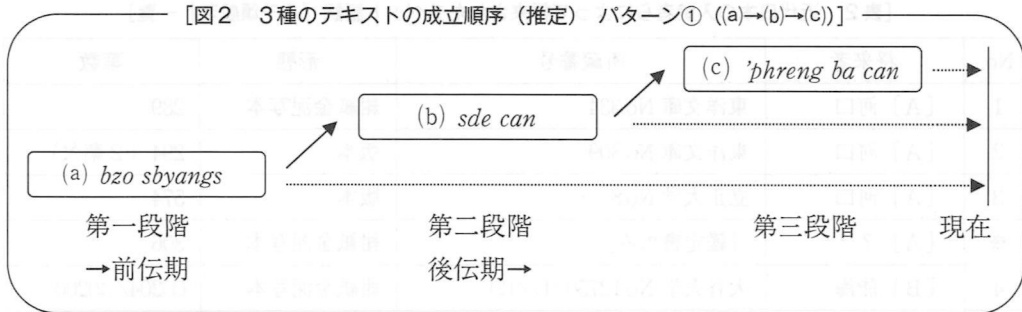 [図2 3種のテキストの成立順序（推定） パターン① ((a)→(b)→(c))]
(c) 'phreng ba can
(b) sde can
(a) bzo sbyangs
第一段階 第二段階 第三段階 現在
→前伝期 後伝期→